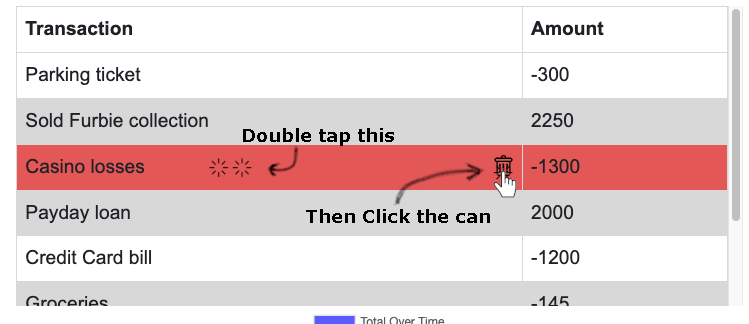 Transaction Amount
Parking ticket -300
Sold Furbie collection 2250
Double tap this
Casino losses -1300
Payday loan 2000
Then Click the can
Credit Card bill -1200
Groceries -145
Total Over Time